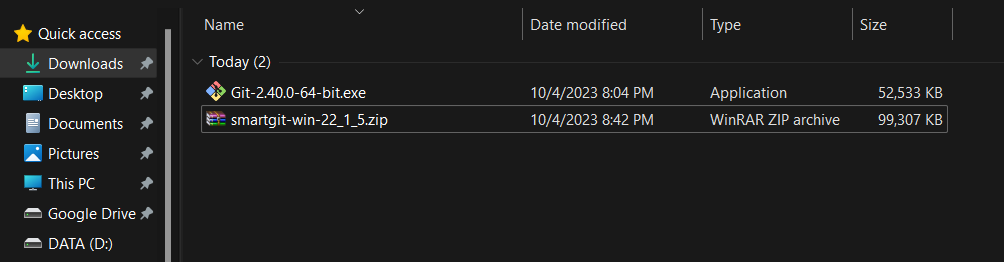 Quick access
Downloads
Desktop
Documents
Pictures
This PC
Google Drive
DATA (D:)
Name Date modified Type Size
Today (2)
Git-2.40.0-64-bit.exe 10/4/2023 8:04 PM Application 52,533 KB
smartgit-win-22_1_5.zip 10/4/2023 8:42 PM WinRAR ZIP archive 99,307 KB